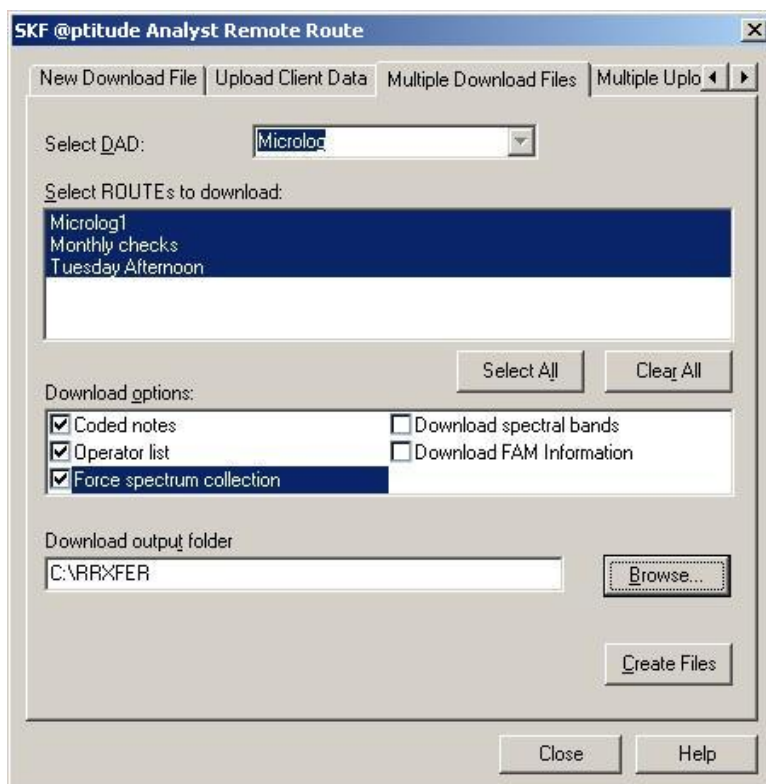 SKF @ptitude Analyst Remote Route
New Download File Upload Client Data Multiple Download Files Multiple Uplo
Select DAD: Microlog
Select ROUTEs to download:
Microlog1
Monthly checks
Tuesday Afternoon
Select All Clear All
Download options:
Coded notes Download spectral bands
Operator list Download FAM Information
Force spectrum collection
Download output folder
C:\RRXFER Browse...
Create Files
Close Help